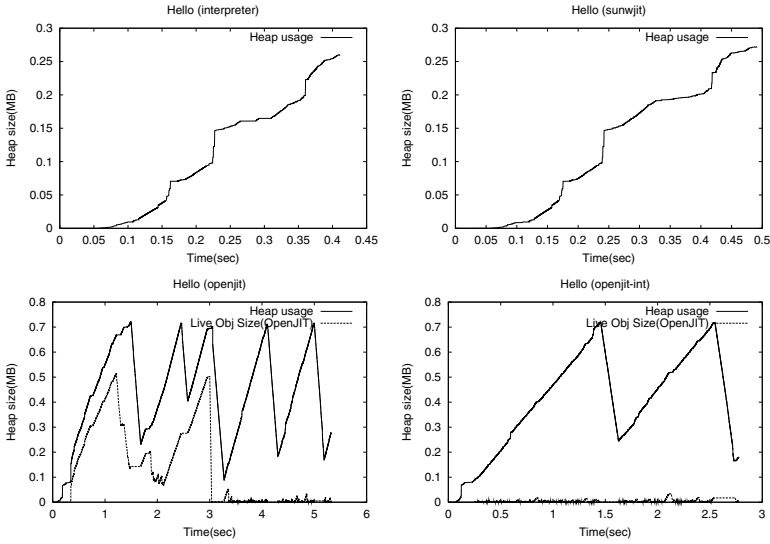 Hello (interpreter)
Heap usage
Heap size(MB)
0.3
0.25
0.2
0.15
0.1
0.05
0
0 0.05 0.1 0.15 0.2 0.25 0.3 0.35 0.4 0.45
Time(sec)
Hello (sunwjit)
Heap usage
Heap size(MB)
0.3
0.25
0.2
0.15
0.1
0.05
0
0 0.05 0.1 0.15 0.2 0.25 0.3 0.35 0.4 0.45 0.5
Time(sec)
Hello (openjit)
Heap usage
Live Obj Size(OpenJIT)
Heap size(MB)
0.8
0.7
0.6
0.5
0.4
0.3
0.2
0.1
0
0 1 2 3 4 5 6
Time(sec)
Hello (openjit-int)
Heap usage
Live Obj Size(OpenJIT)
Heap size(MB)
0.8
0.7
0.6
0.5
0.4
0.3
0.2
0.1
0
0 0.5 1 1.5 2 2.5 3
Time(sec)